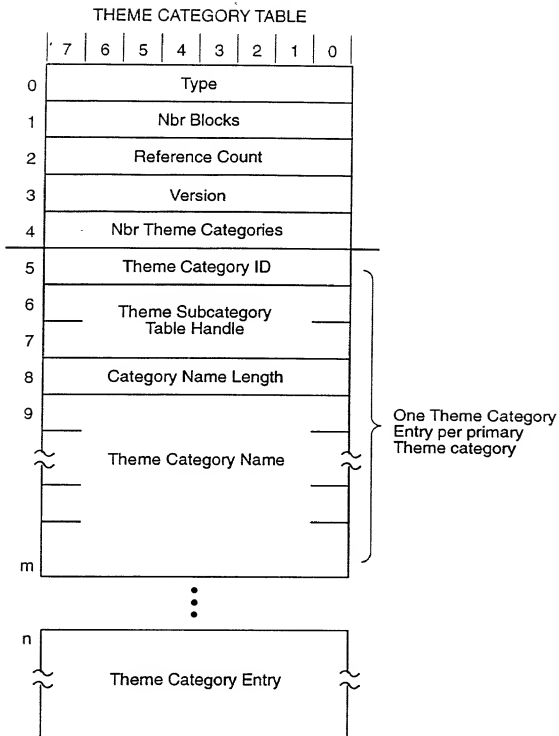 THEME CATEGORY TABLE
7 6 5 4 3 2 1 0
0 Type
1 Nbr Blocks
2 Reference Count
3 Version
4 Nbr Theme Categories
5 Theme Category ID
6 Theme Subcategory
7 Table Handle
8 Category Name Length
9
One Theme Category
Entry per primary
Theme category
Theme Category Name
m
n
Theme Category Entry